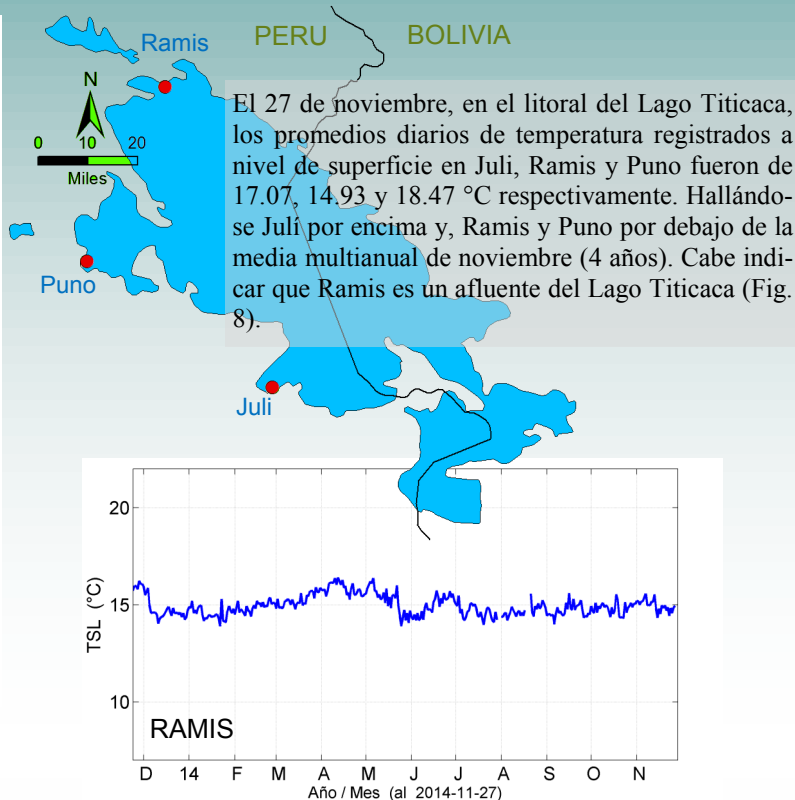 Ramis
PERU
BOLIVIA
N
0 10 20
Miles
El 27 de noviembre, en el litoral del Lago Titicaca,
los promedios diarios de temperatura registrados a
nivel de superficie en Juli, Ramis y Puno fueron de
17.07, 14.93 y 18.47 °C respectivamente. Hallándo-
se Julí por encima y, Ramis y Puno por debajo de la
media multianual de noviembre (4 años). Cabe indi-
car que Ramis es un afluente del Lago Titicaca (Fig.
8).
Puno
Juli
20
15
10
TSL (°C)
RAMIS
D 14 F M A M J J A S O N
Año / Mes (al 2014-11-27)